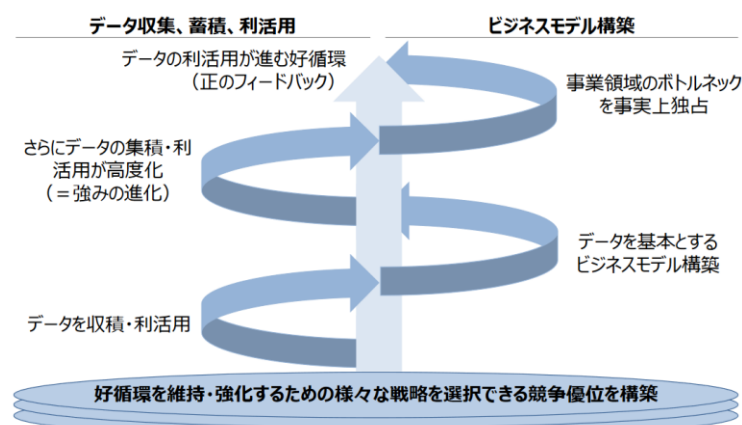 データ収集、蓄積、利活用
ビジネスモデル構築
データの利活用が進む好循環
（正のフィードバック）
事業領域のボトルネック
を事実上独占
さらにデータの集積・利
活用が高度化
（＝強みの進化）
データを基本とする
ビジネスモデル構築
データを収積・利活用
好循環を維持・強化するための様々な戦略を選択できる競争優位を構築